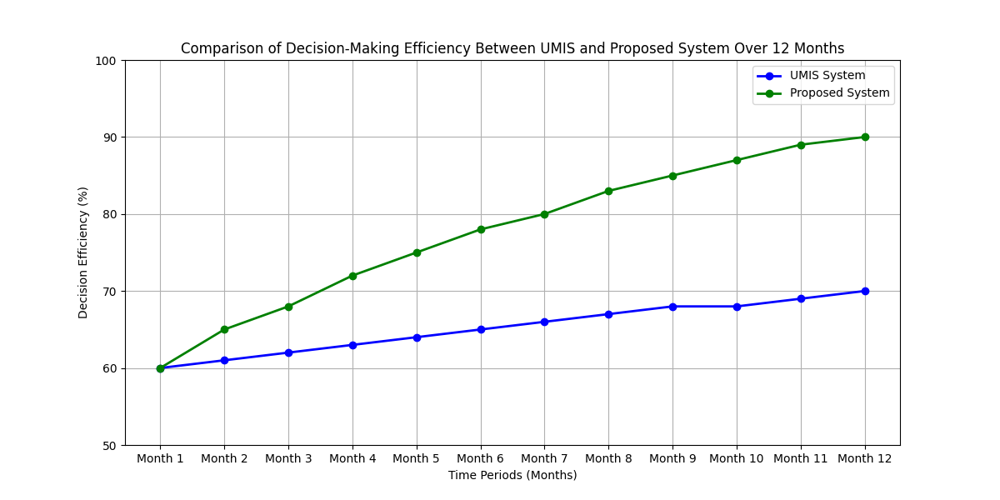 Comparison of Decision-Making Efficiency Between UMIS and Proposed System Over 12 Months
UMIS System
Proposed System
Decision Efficiency (%)
100
90
80
70
60
50
Month 1 Month 2 Month 3 Month 4 Month 5 Month 6 Month 7 Month 8 Month 9 Month 10 Month 11 Month 12
Time Periods (Months)